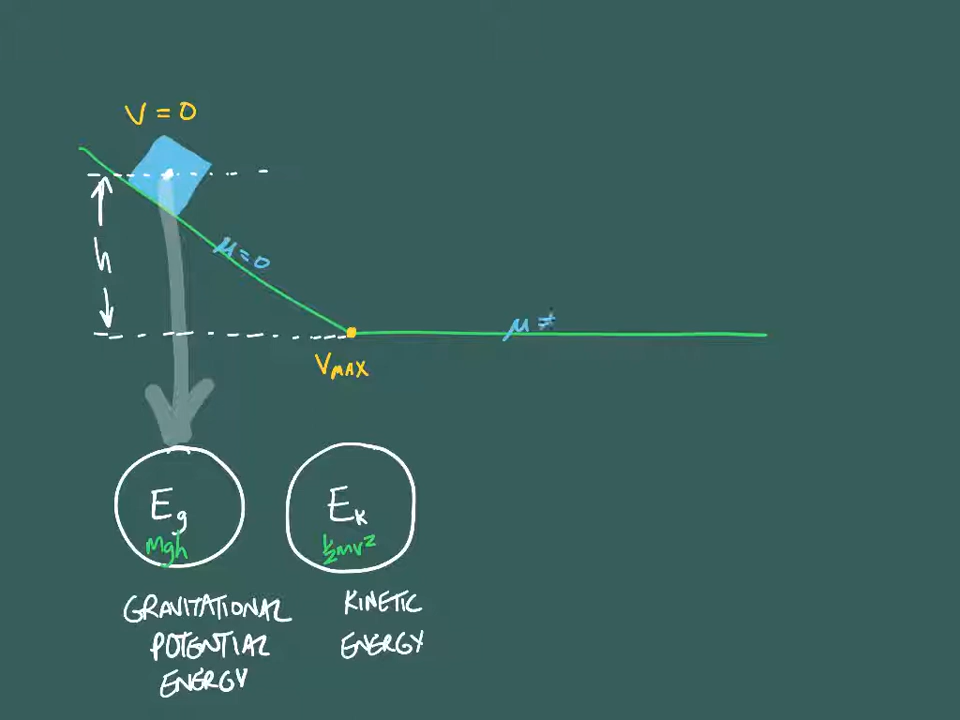 V = 0
h
μ = 0
μ ≠
VMAX
Eg
mgh
Ek
½mv²
GRAVITATIONAL
POTENTIAL
ENERGY
KINETIC
ENERGY